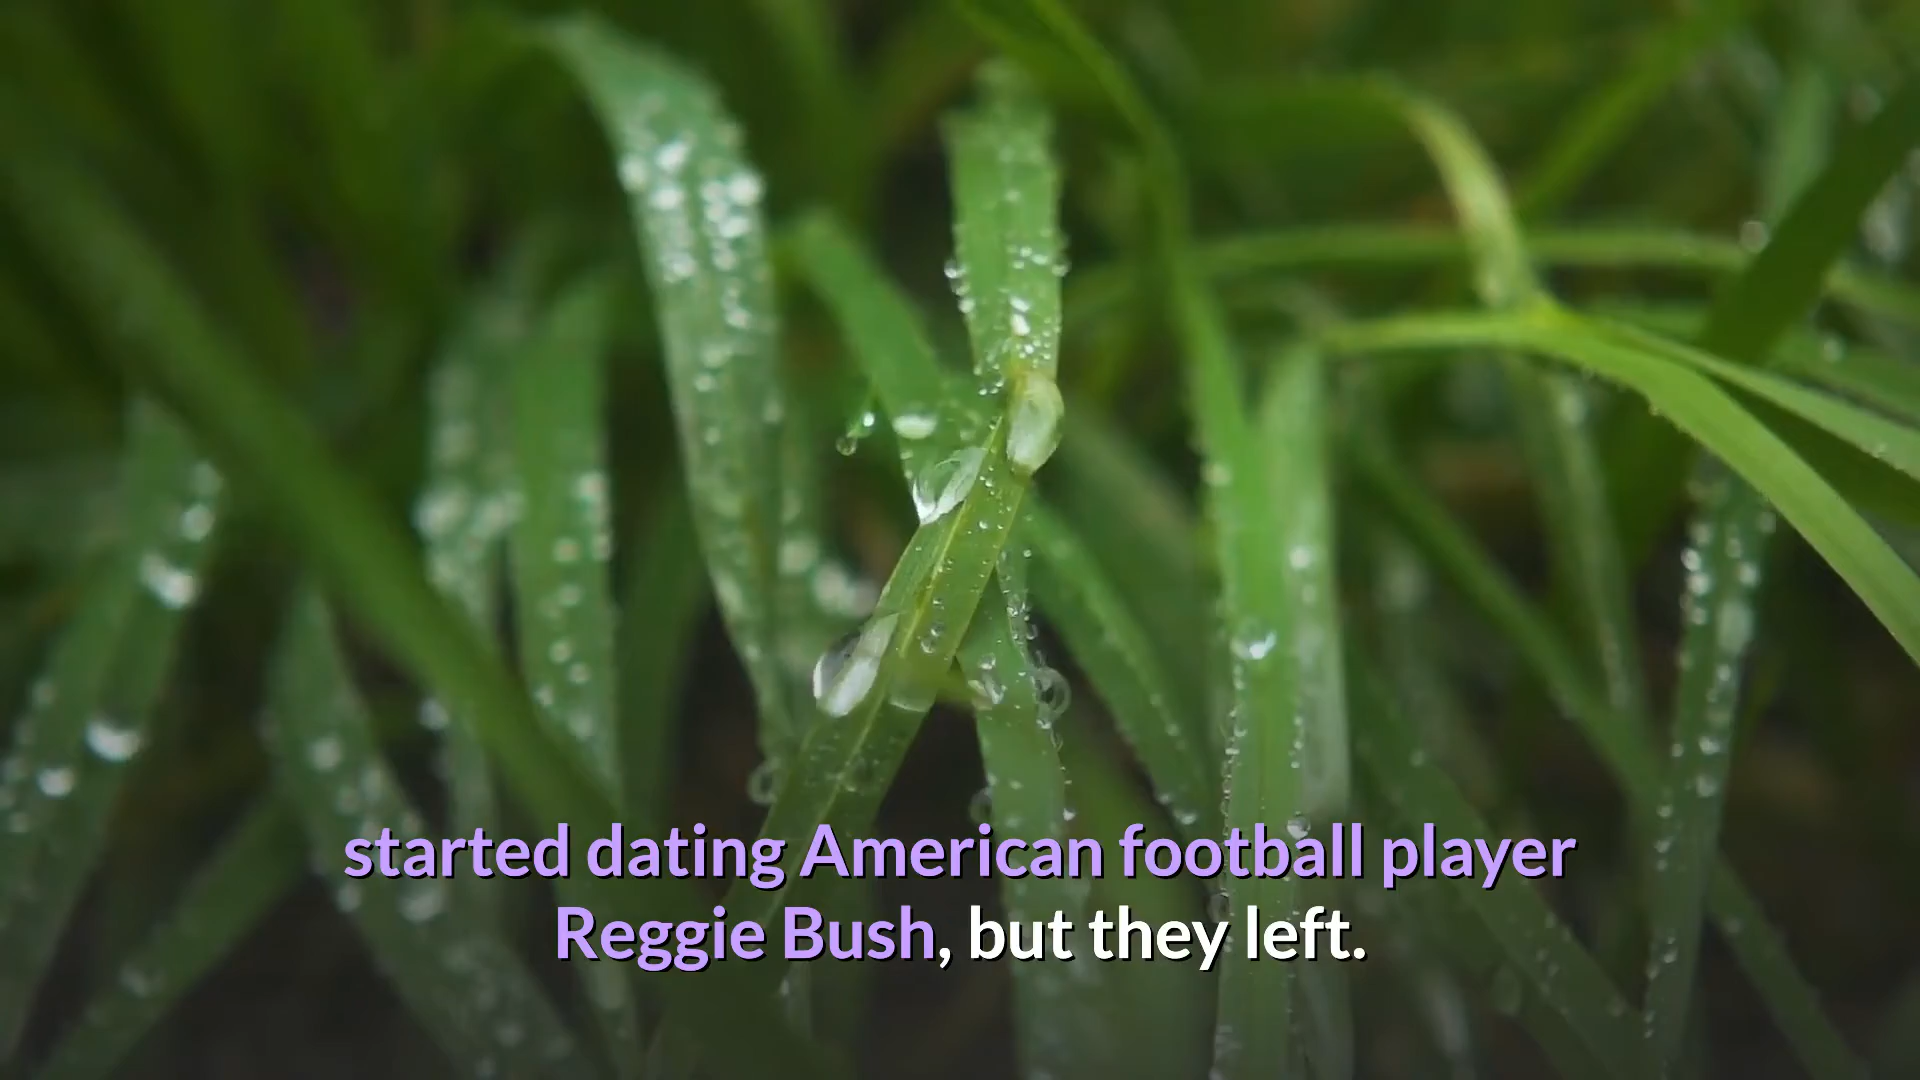 started dating American football player
Reggie Bush, but they left.